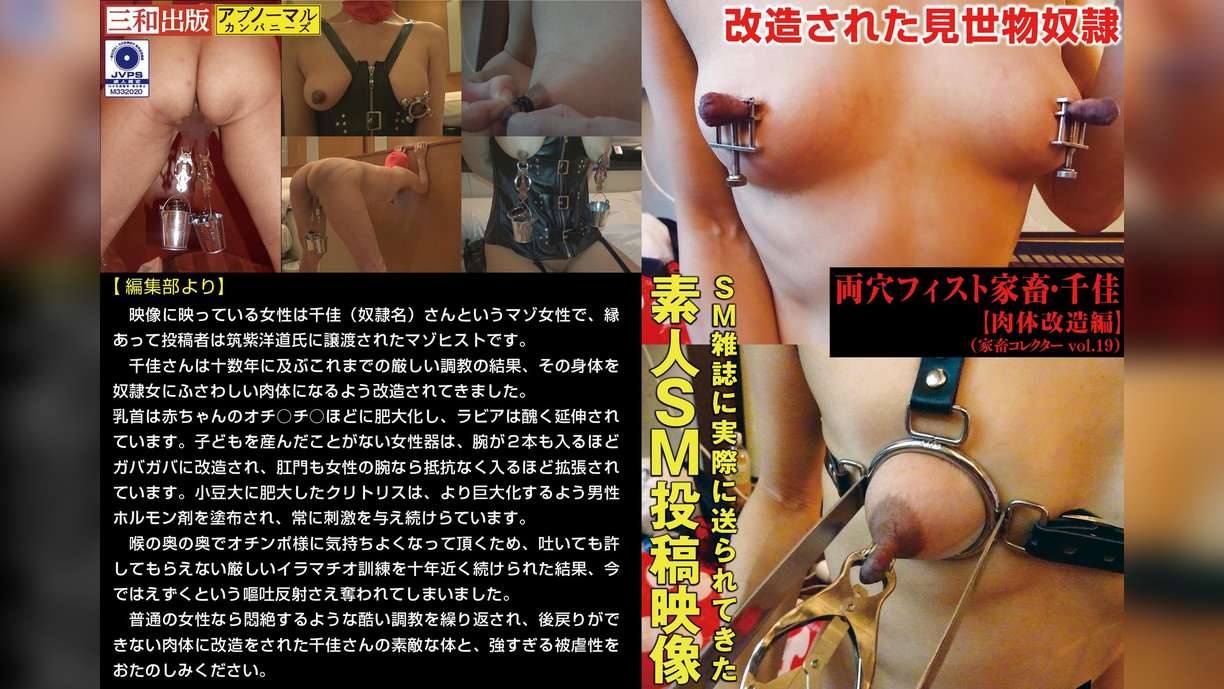 三和出版
アブノーマル
カンパニーズ
JVPS
M332020
【編集部より】
映像に映っている女性は千佳（奴隷名）さんというマゾ女性で、縁
あって投稿者は筑紫洋道氏に譲渡されたマゾヒストです。
千佳さんは十数年に及ぶこれまでの厳しい調教の結果、その身体を
奴隷女にふさわしい肉体になるよう改造されてきました。
乳首は赤ちゃんのオチ○チ○ほどに肥大化し、ラビアは醜く延伸され
ています。子どもを産んだことがない女性器は、腕が２本も入るほど
ガバガバに改造され、肛門も女性の腕なら抵抗なく入るほど拡張され
ています。小豆大に肥大したクリトリスは、より巨大化するよう男性
ホルモン剤を塗布され、常に刺激を与え続けらています。
喉の奥の奥でオチンポ様に気持ちよくなって頂くため、吐いても許
してもらえない厳しいイラマチオ訓練を十年近く続けられた結果、今
ではえずくという嘔吐反射さえ奪われてしまいました。
普通の女性なら悶絶するような酷い調教を繰り返され、後戻りがで
きない肉体に改造をされた千佳さんの素敵な体と、強すぎる被虐性を
おたのしみください。
改造された見世物奴隷
両穴フィスト家畜・千佳
【肉体改造編】
（家畜コレクター vol.19）
SM雑誌に実際に送られてきた
素人SM投稿映像